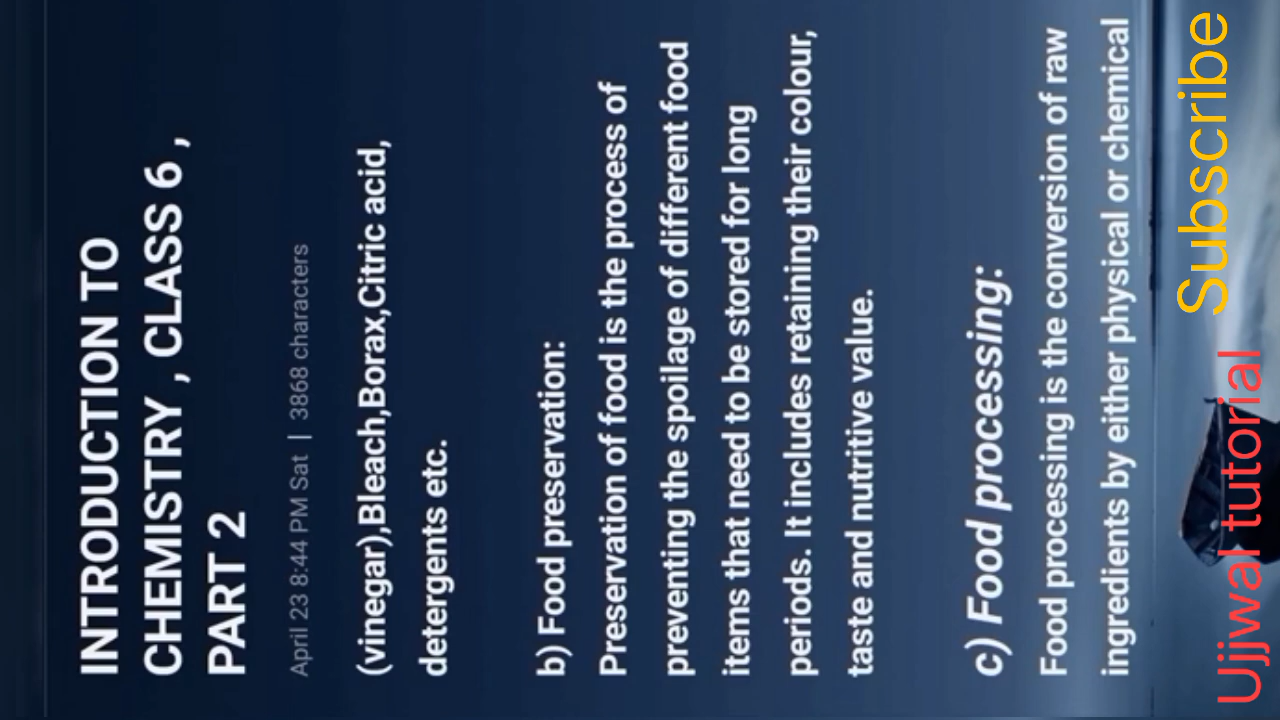 INTRODUCTION TO
CHEMISTRY , CLASS 6 ,
PART 2
April 23 8:44 PM Sat | 3868 characters
(vinegar),Bleach,Borax,Citric acid,
detergents etc.
b) Food preservation:
Preservation of food is the process of
preventing the spoilage of different food
items that need to be stored for long
periods. It includes retaining their colour,
taste and nutritive value.
c) Food processing:
Food processing is the conversion of raw
ingredients by either physical or chemical
Ujjwal tutorial Subscribe